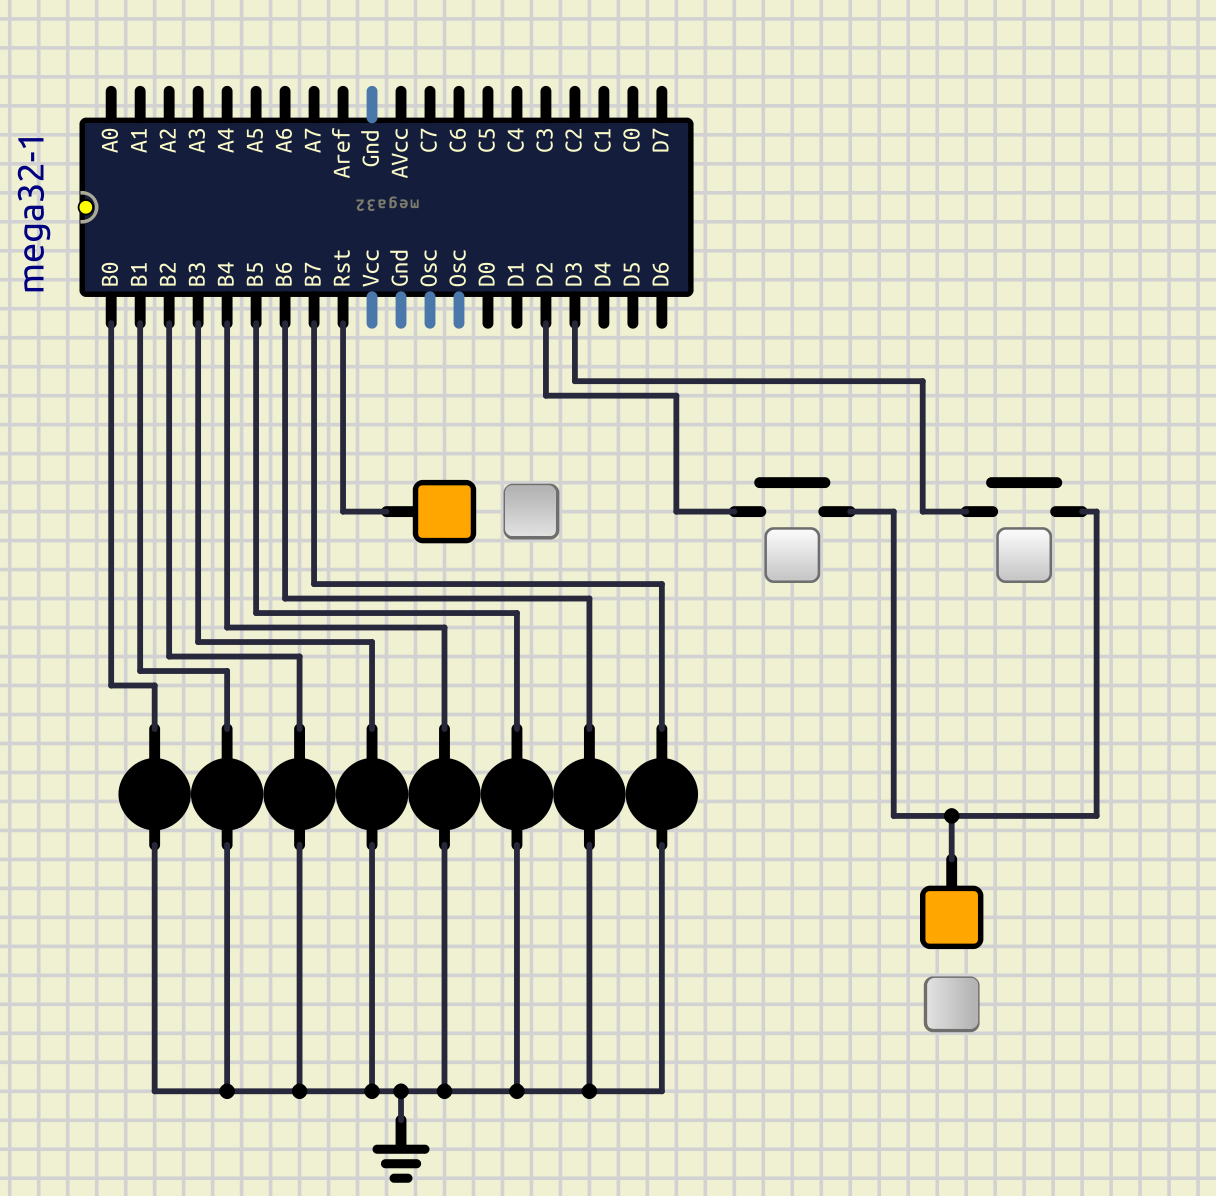 mega32-1
A0 A1 A2 A3 A4 A5 A6 A7 Aref Gnd AVcc C7 C6 C5 C4 C3 C2 C1 C0 D7
mega32
B0 B1 B2 B3 B4 B5 B6 B7 Rst Vcc Gnd Osc Osc D0 D1 D2 D3 D4 D5 D6